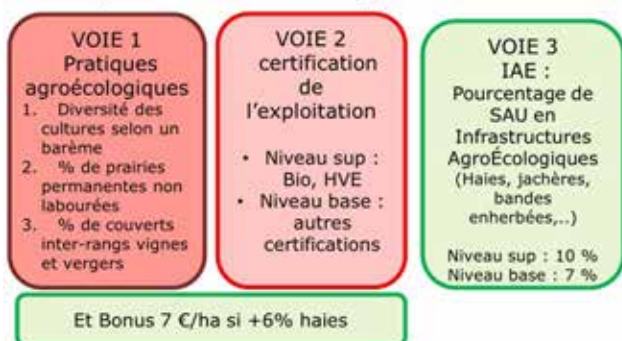 VOIE 1
Pratiques
agroécologiques
1. Diversité des
cultures selon un
barème
2. % de prairies
permanentes non
labourées
3. % de couverts
inter-rangs vignes
et vergers
VOIE 2
certification
de
l'exploitation
• Niveau sup :
Bio, HVE
• Niveau base :
autres
certifications
VOIE 3
IAE :
Pourcentage de
SAU en
Infrastructures
AgroÉcologiques
(Haies, jachères,
bandes
enherbées,..)
Niveau sup : 10 %
Niveau base : 7 %
Et Bonus 7 €/ha si +6% haies